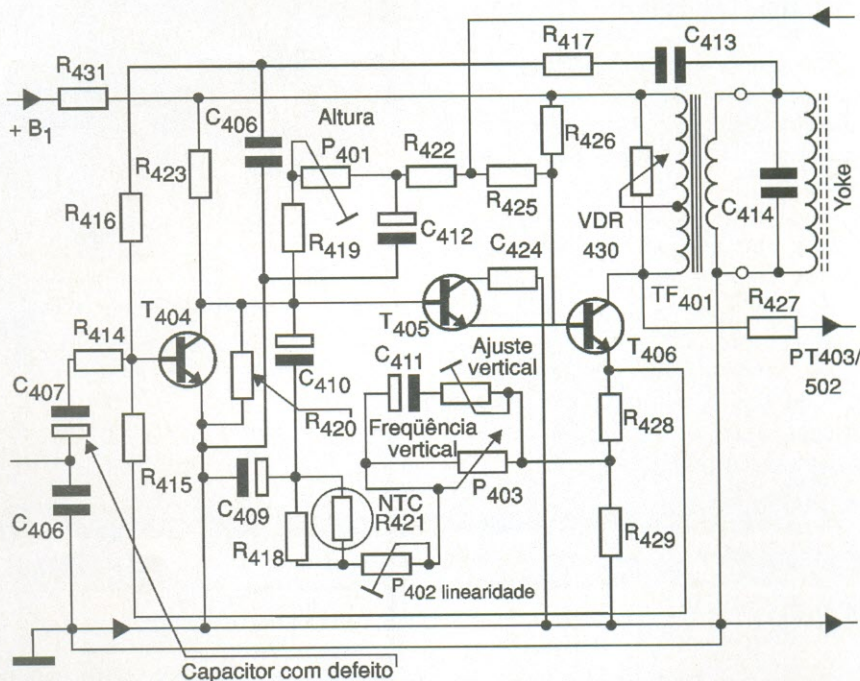 C413
R417
R431
+ B1
C406
Altura
P401
R422
R426
R423
R425
VDR
430
C414
Yoke
R416
R419
C412
C424
TF401
R427
R414
T404
T405
T406
PT403/
502
C407
C410
C411
Ajuste
vertical
R420
Freqüência
vertical
R428
R415
C409
P403
C406
NTC
R421
R418
R429
P402 linearidade
Capacitor com defeito